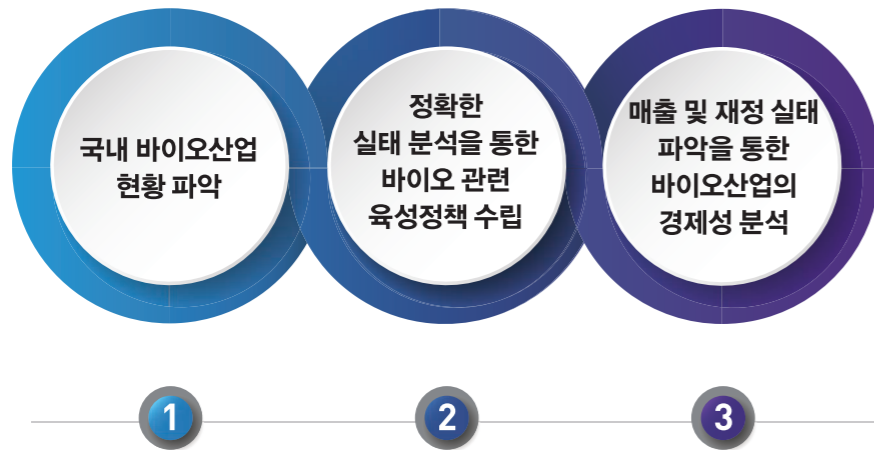 국내 바이오산업
현황 파악
정확한
실태 분석을 통한
바이오 관련
육성정책 수립
매출 및 재정 실태
파악을 통한
바이오산업의
경제성 분석
1
2
3